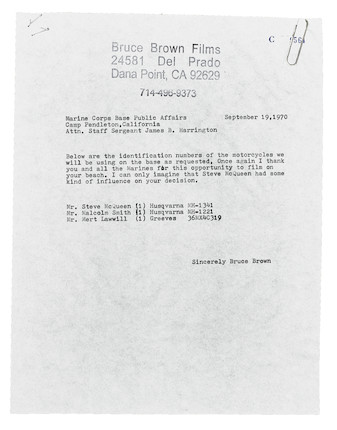 C
Bruce Brown Films
24581 Del Prado
Dana Point, CA 92629
714-496-9373
Marine Corps Base Public Affairs September 19,1970
Camp Pendleton,California
Attn. Staff Sergeant James B. Harrington
Below are the identification numbers of the motorcycles we
will be using on the base as requested. Once again I thank
you and all the Marines for this opportunity to film on
your beach. I can only imagine that Steve McQueen had some
kind of influence on your decision.
Mr. Steve McQueen (1) Husqvarna MH-1341
Mr. Malcolm Smith (1) Husqvarna MH-1221
Mr. Mert Lawwill (1) Greeves 36MX4C319
Sincerely Bruce Brown